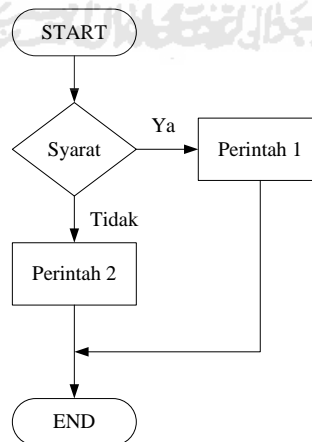 START
Syarat
Ya
Perintah 1
Tidak
Perintah 2
END